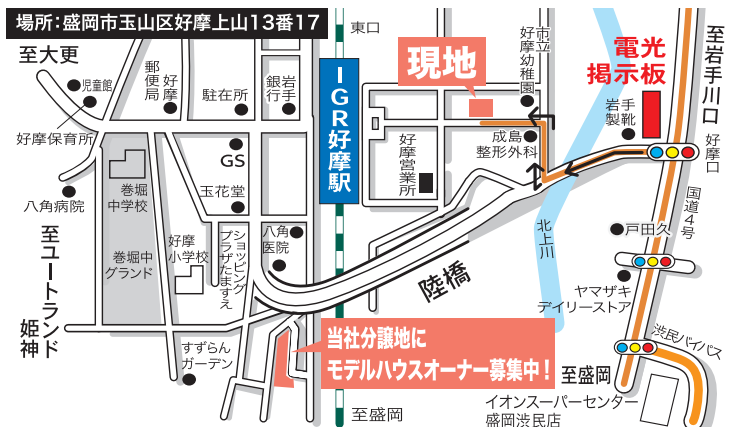 場所：盛岡市玉山区好摩上山13番17
至大更
児童館
郵便局
好摩
駐在所
銀行
岩手
東口
IGR好摩駅
現地
市立
好摩幼稚園
電光
掲示板
至岩手川口
岩手
製靴
好摩口
好摩保育所
GS
好摩営業所
成島
整形外科
八角病院
巻堀
中学校
玉花堂
国道4号
戸田久
至ユートランド
姫神
巻堀中
グランド
好摩
小学校
ショッピング
プラザたますえ
八角
医院
北上川
陸橋
ヤマザキ
デイリーストア
すずらん
ガーデン
当社分譲地に
モデルハウスオーナー募集中！
渋民バイパス
至盛岡
至盛岡
イオンスーパーセンター
盛岡渋民店